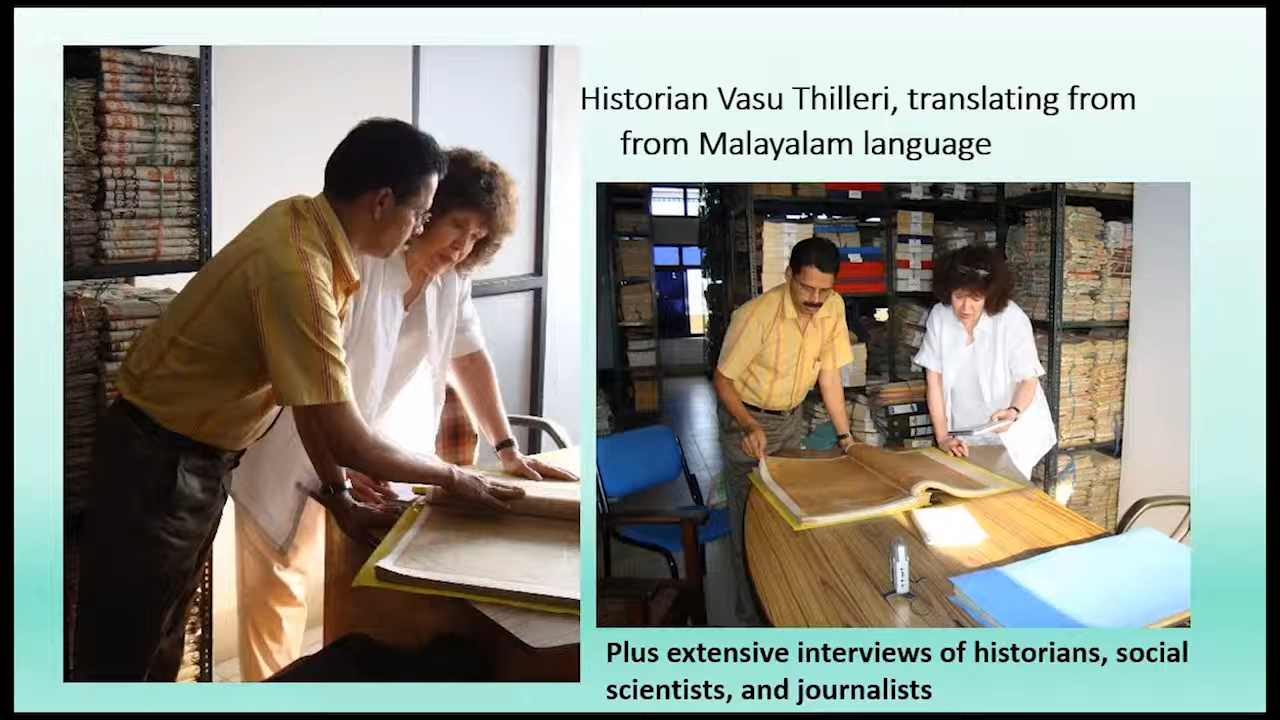 Historian Vasu Thilleri, translating from
from Malayalam language
Plus extensive interviews of historians, social
scientists, and journalists